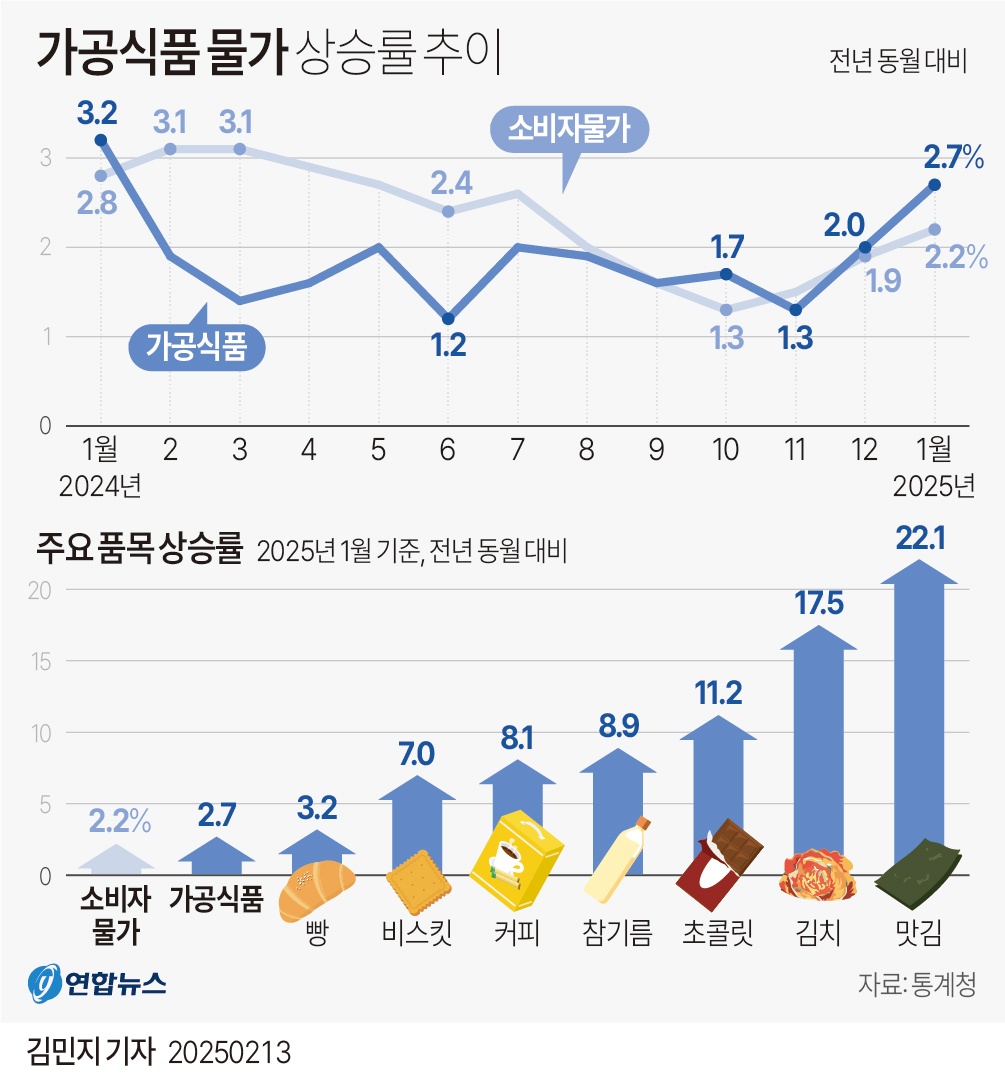 가공식품 물가 상승률 추이
전년 동월 대비
3.2
3.1
3.1
소비자물가
2.7%
3
2.8
2.4
2.0
2
1.7
2.2%
1.9
가공식품
1
1.2
1.3
1.3
0
1월 2 3 4 5 6 7 8 9 10 11 12 1월
2024년 2025년
주요 품목 상승률 2025년 1월 기준, 전년 동월 대비
22.1
20
17.5
15
11.2
10
8.9
8.1
7.0
5
3.2
2.7
2.2%
0
소비자
물가
가공식품
빵
비스킷
커피
참기름
초콜릿
김치
맛김
연합뉴스
자료: 통계청
김민지 기자 20250213